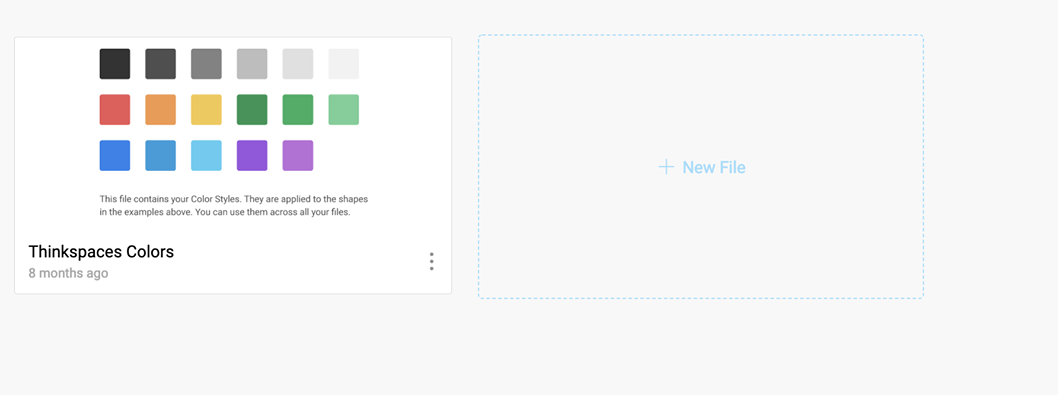 This file contains your Color Styles. They are applied to the shapes
in the examples above. You can use them across all your files.
Thinkspaces Colors
8 months ago
New File